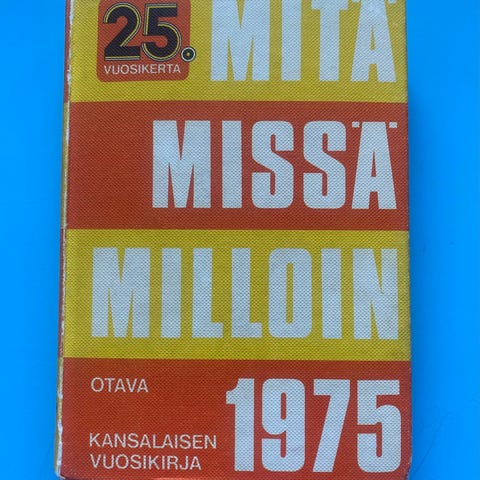 25.
VUOSIKERTA
MITÄ
MISSÄ
MILLOIN
OTAVA
1975
KANSALAISEN
VUOSIKIRJA